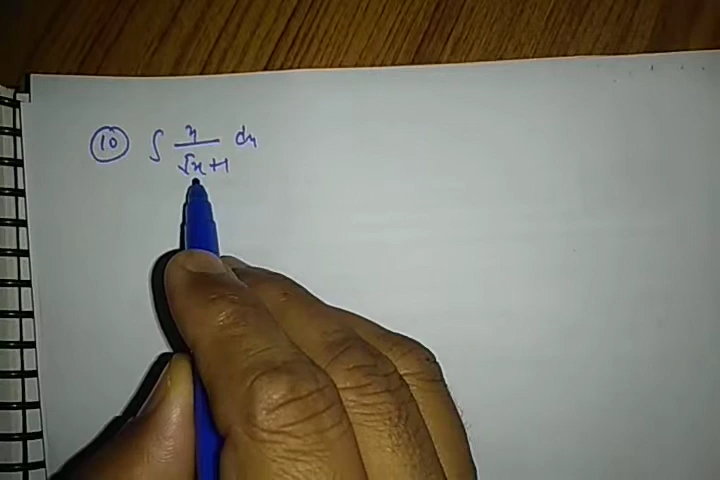 10 ∫ x/(√x+1) dx